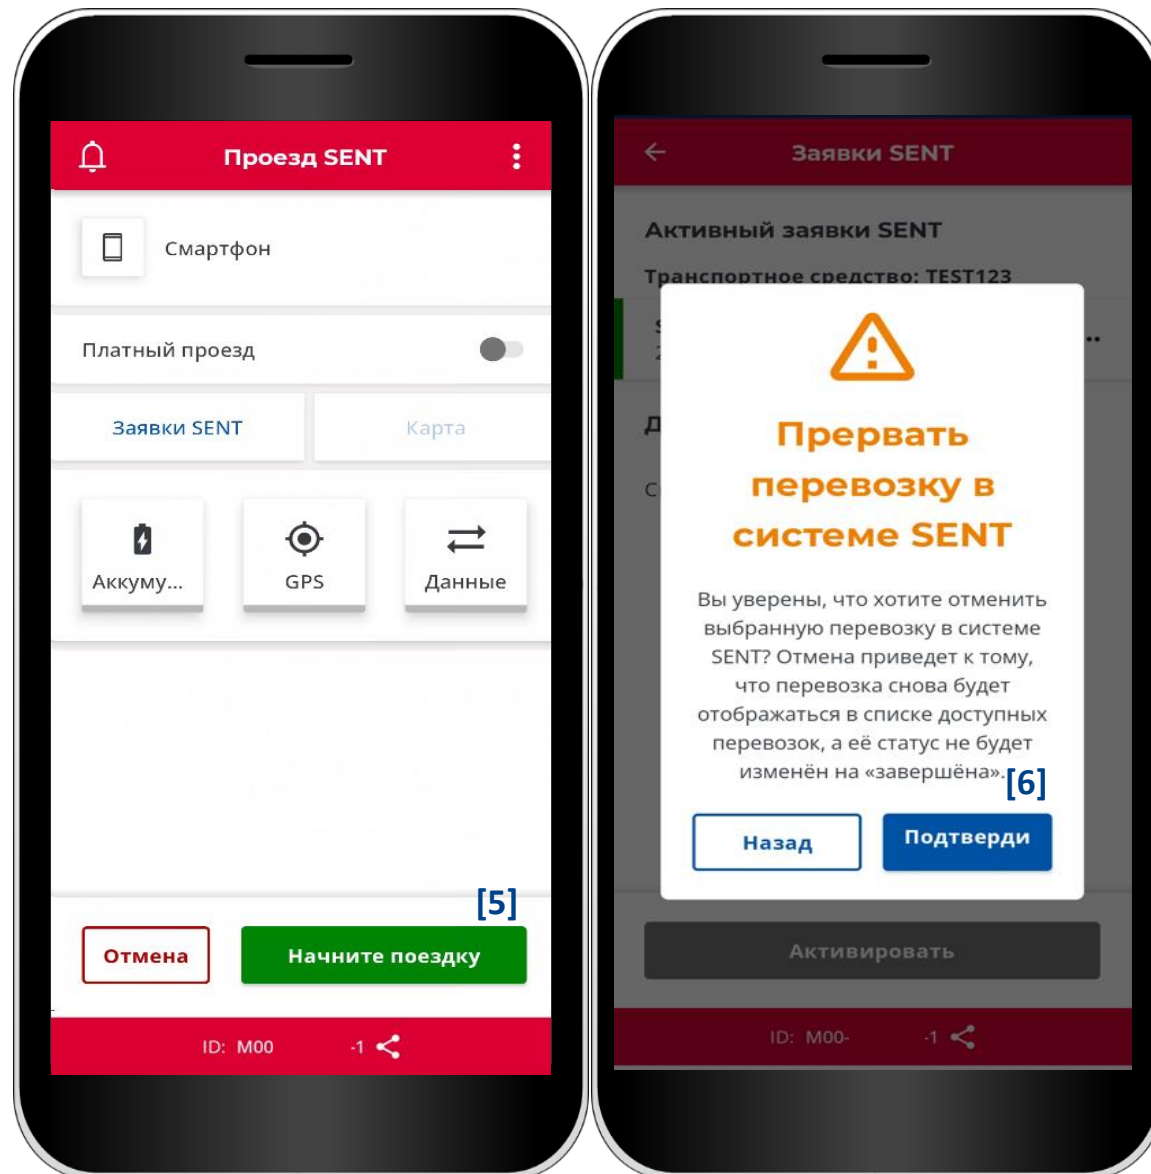 Проезд SENT
Смартфон
Платный проезд
Заявки SENT
Карта
Аккуму...
GPS
Данные
[5]
Отмена
Начните поездку
ID: M00 -1
Заявки SENT
Активный заявки SENT
Транспортное средство: TEST123
Прервать
перевозку в
системе SENT
Вы уверены, что хотите отменить
выбранную перевозку в системе
SENT? Отмена приведет к тому,
что перевозка снова будет
отображаться в списке доступных
перевозок, а её статус не будет
изменён на «завершёна».
[6]
Назад
Подтверди
Активировать
ID: M00- -1